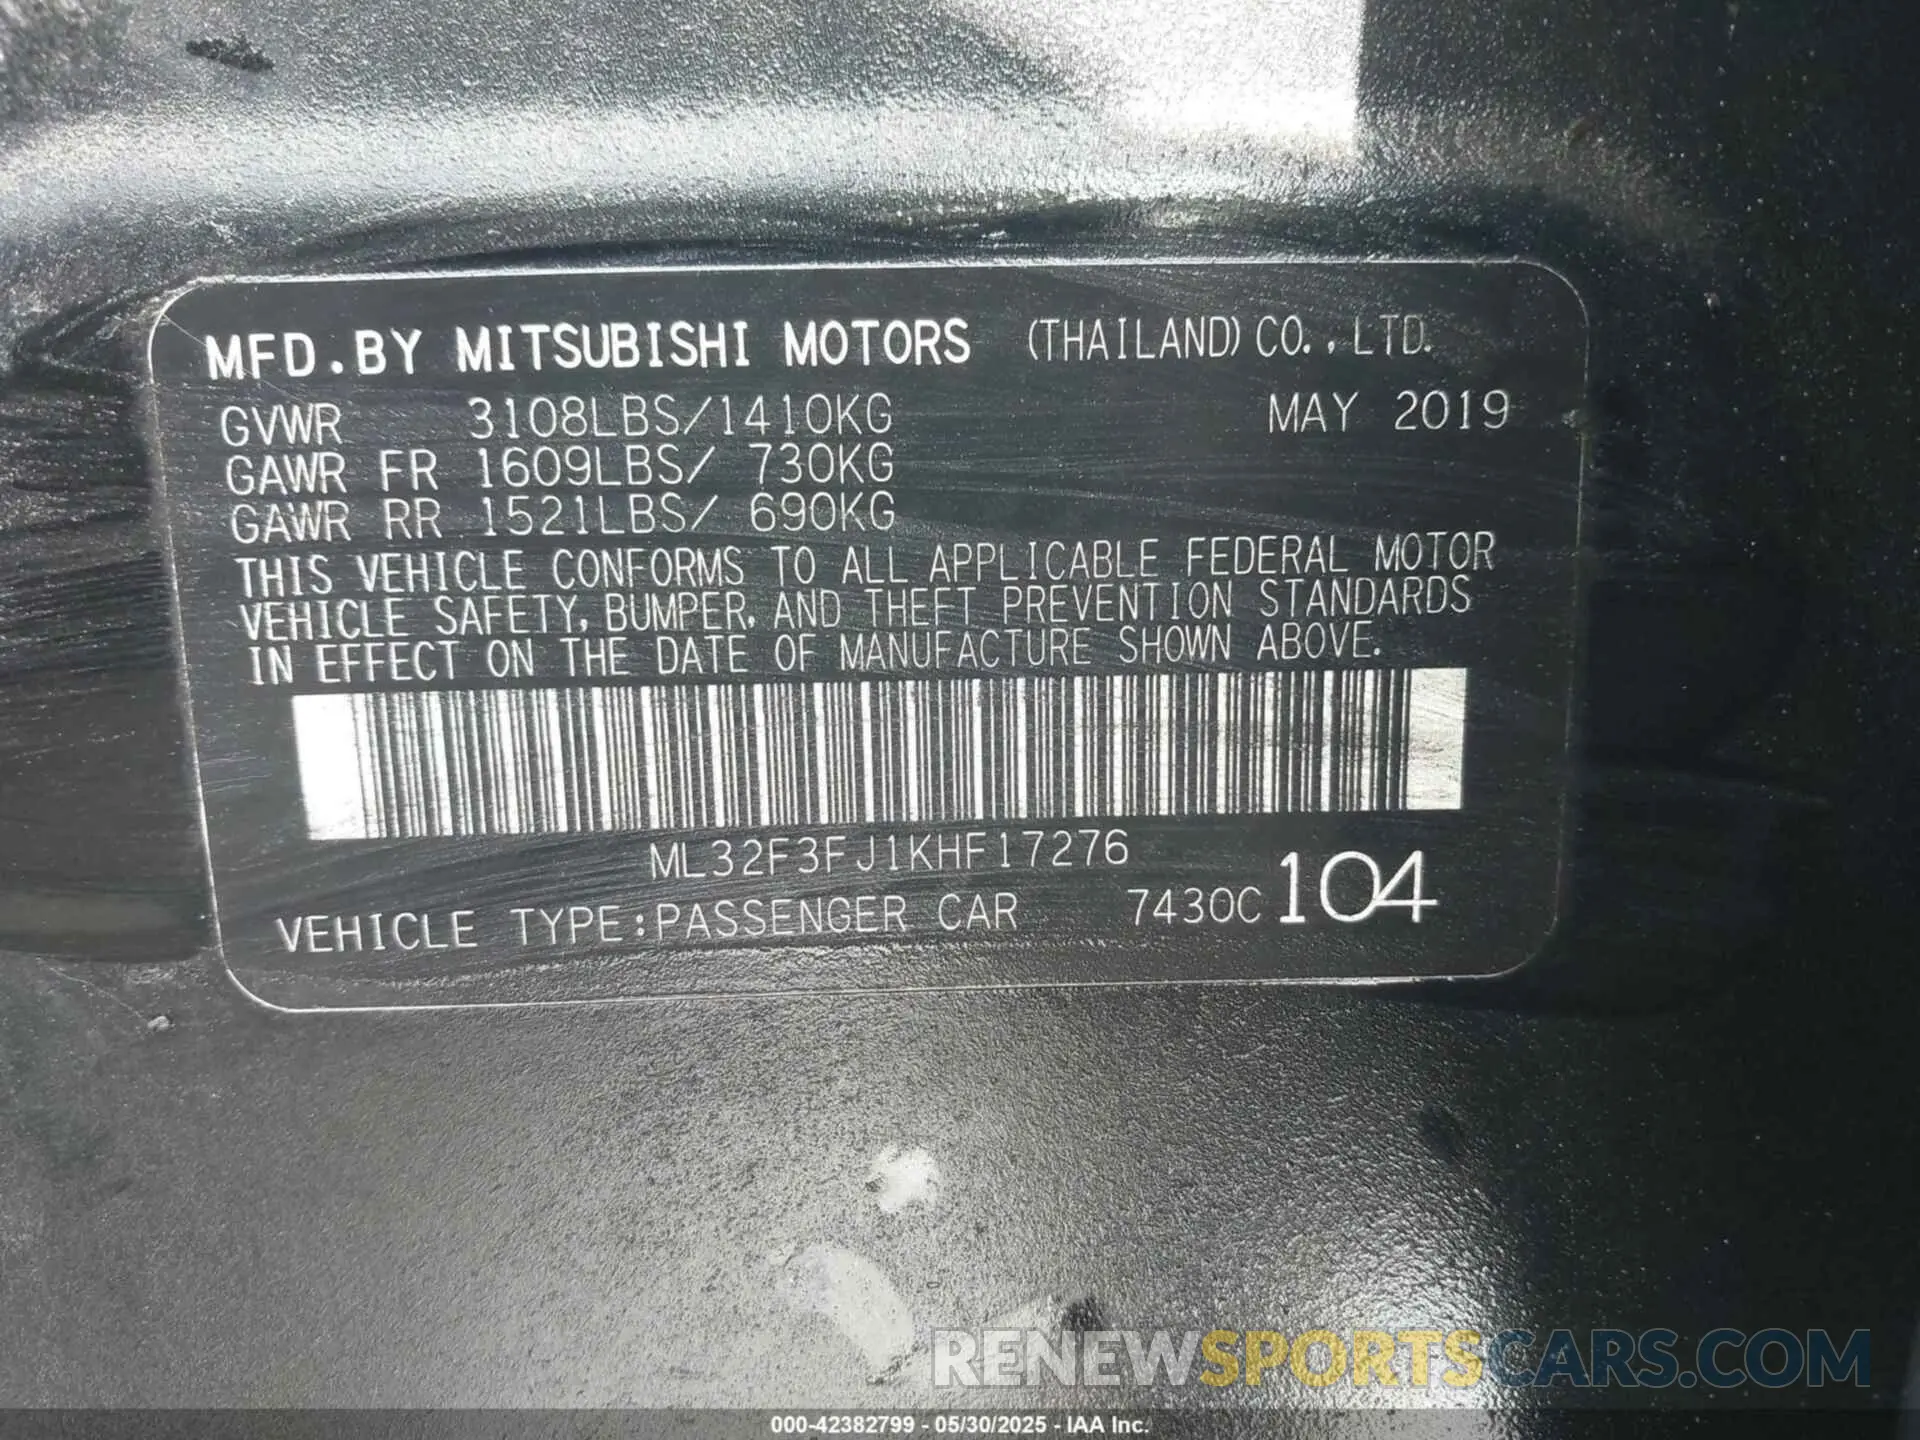 MFD.BY MITSUBISHI MOTORS (THAILAND) CO., LTD.
GVWR 3108LBS/1410KG MAY 2019
GAWR FR 1609LBS/ 730KG
GAWR RR 1521LBS/ 690KG
THIS VEHICLE CONFORMS TO ALL APPLICABLE FEDERAL MOTOR
VEHICLE SAFETY, BUMPER, AND THEFT PREVENTION STANDARDS
IN EFFECT ON THE DATE OF MANUFACTURE SHOWN ABOVE.
ML32F3FJ1KHF17276
VEHICLE TYPE:PASSENGER CAR 7430C 104
RENEWSPORTSCARS.COM
000-42382799 - 05/30/2025 - IAA Inc.